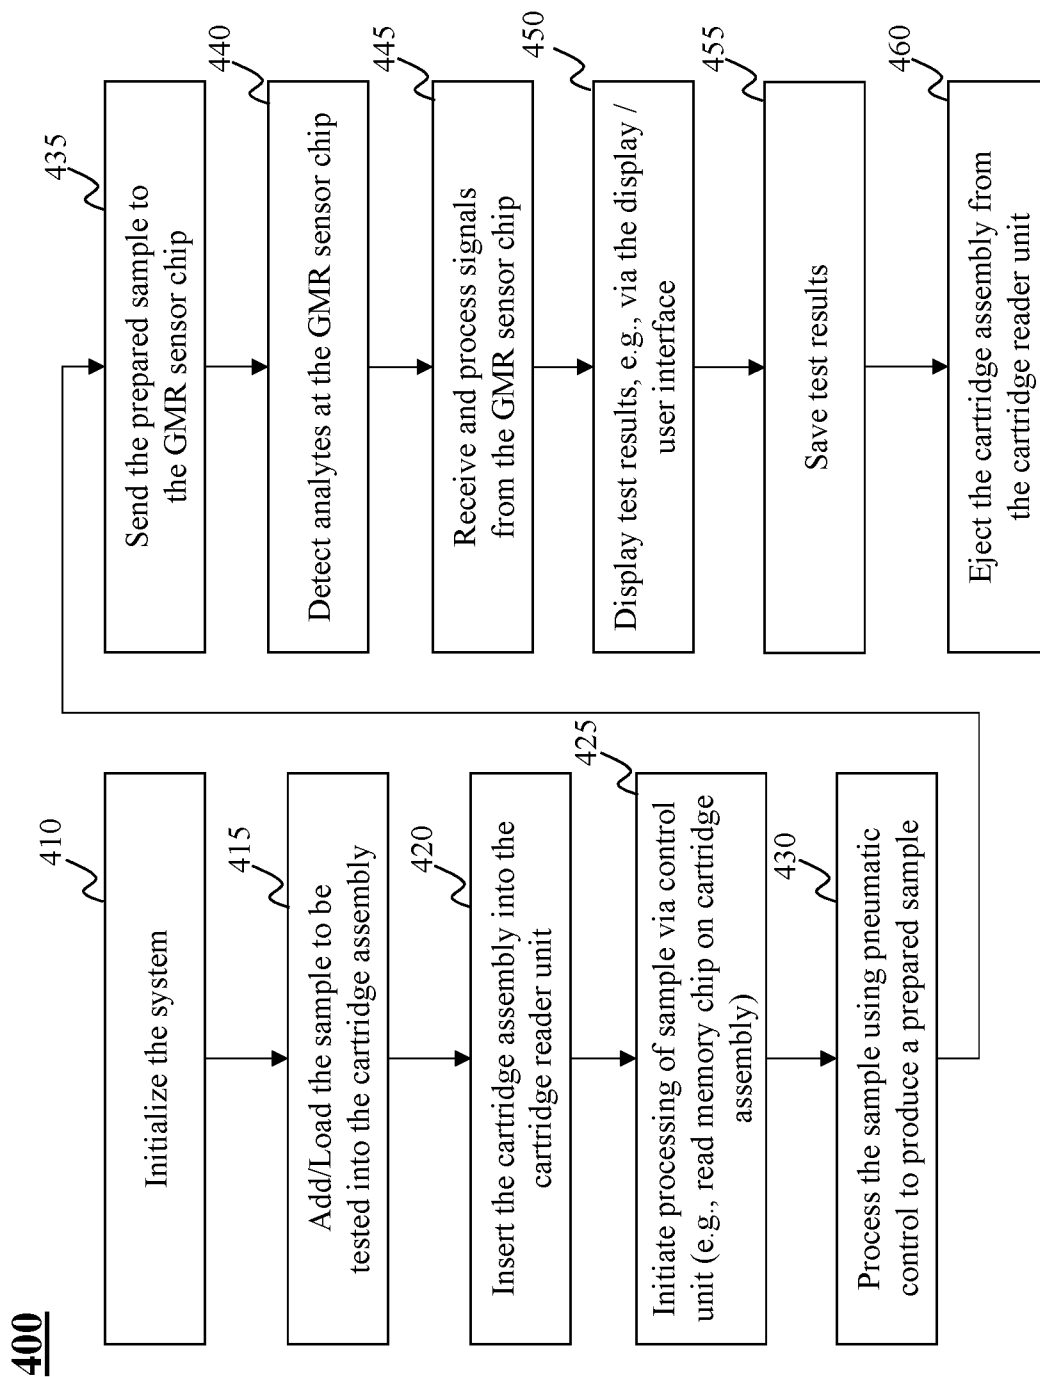 400
410
Initialize the system
415
Add/Load the sample to be
tested into the cartridge assembly
420
Insert the cartridge assembly into the
cartridge reader unit
425
Initiate processing of sample via control
unit (e.g., read memory chip on cartridge
assembly)
430
Process the sample using pneumatic
control to produce a prepared sample
435
Send the prepared sample to
the GMR sensor chip
440
Detect analytes at the GMR sensor chip
445
Receive and process signals
from the GMR sensor chip
450
Display test results, e.g., via the display /
user interface
455
Save test results
460
Eject the cartridge assembly from
the cartridge reader unit